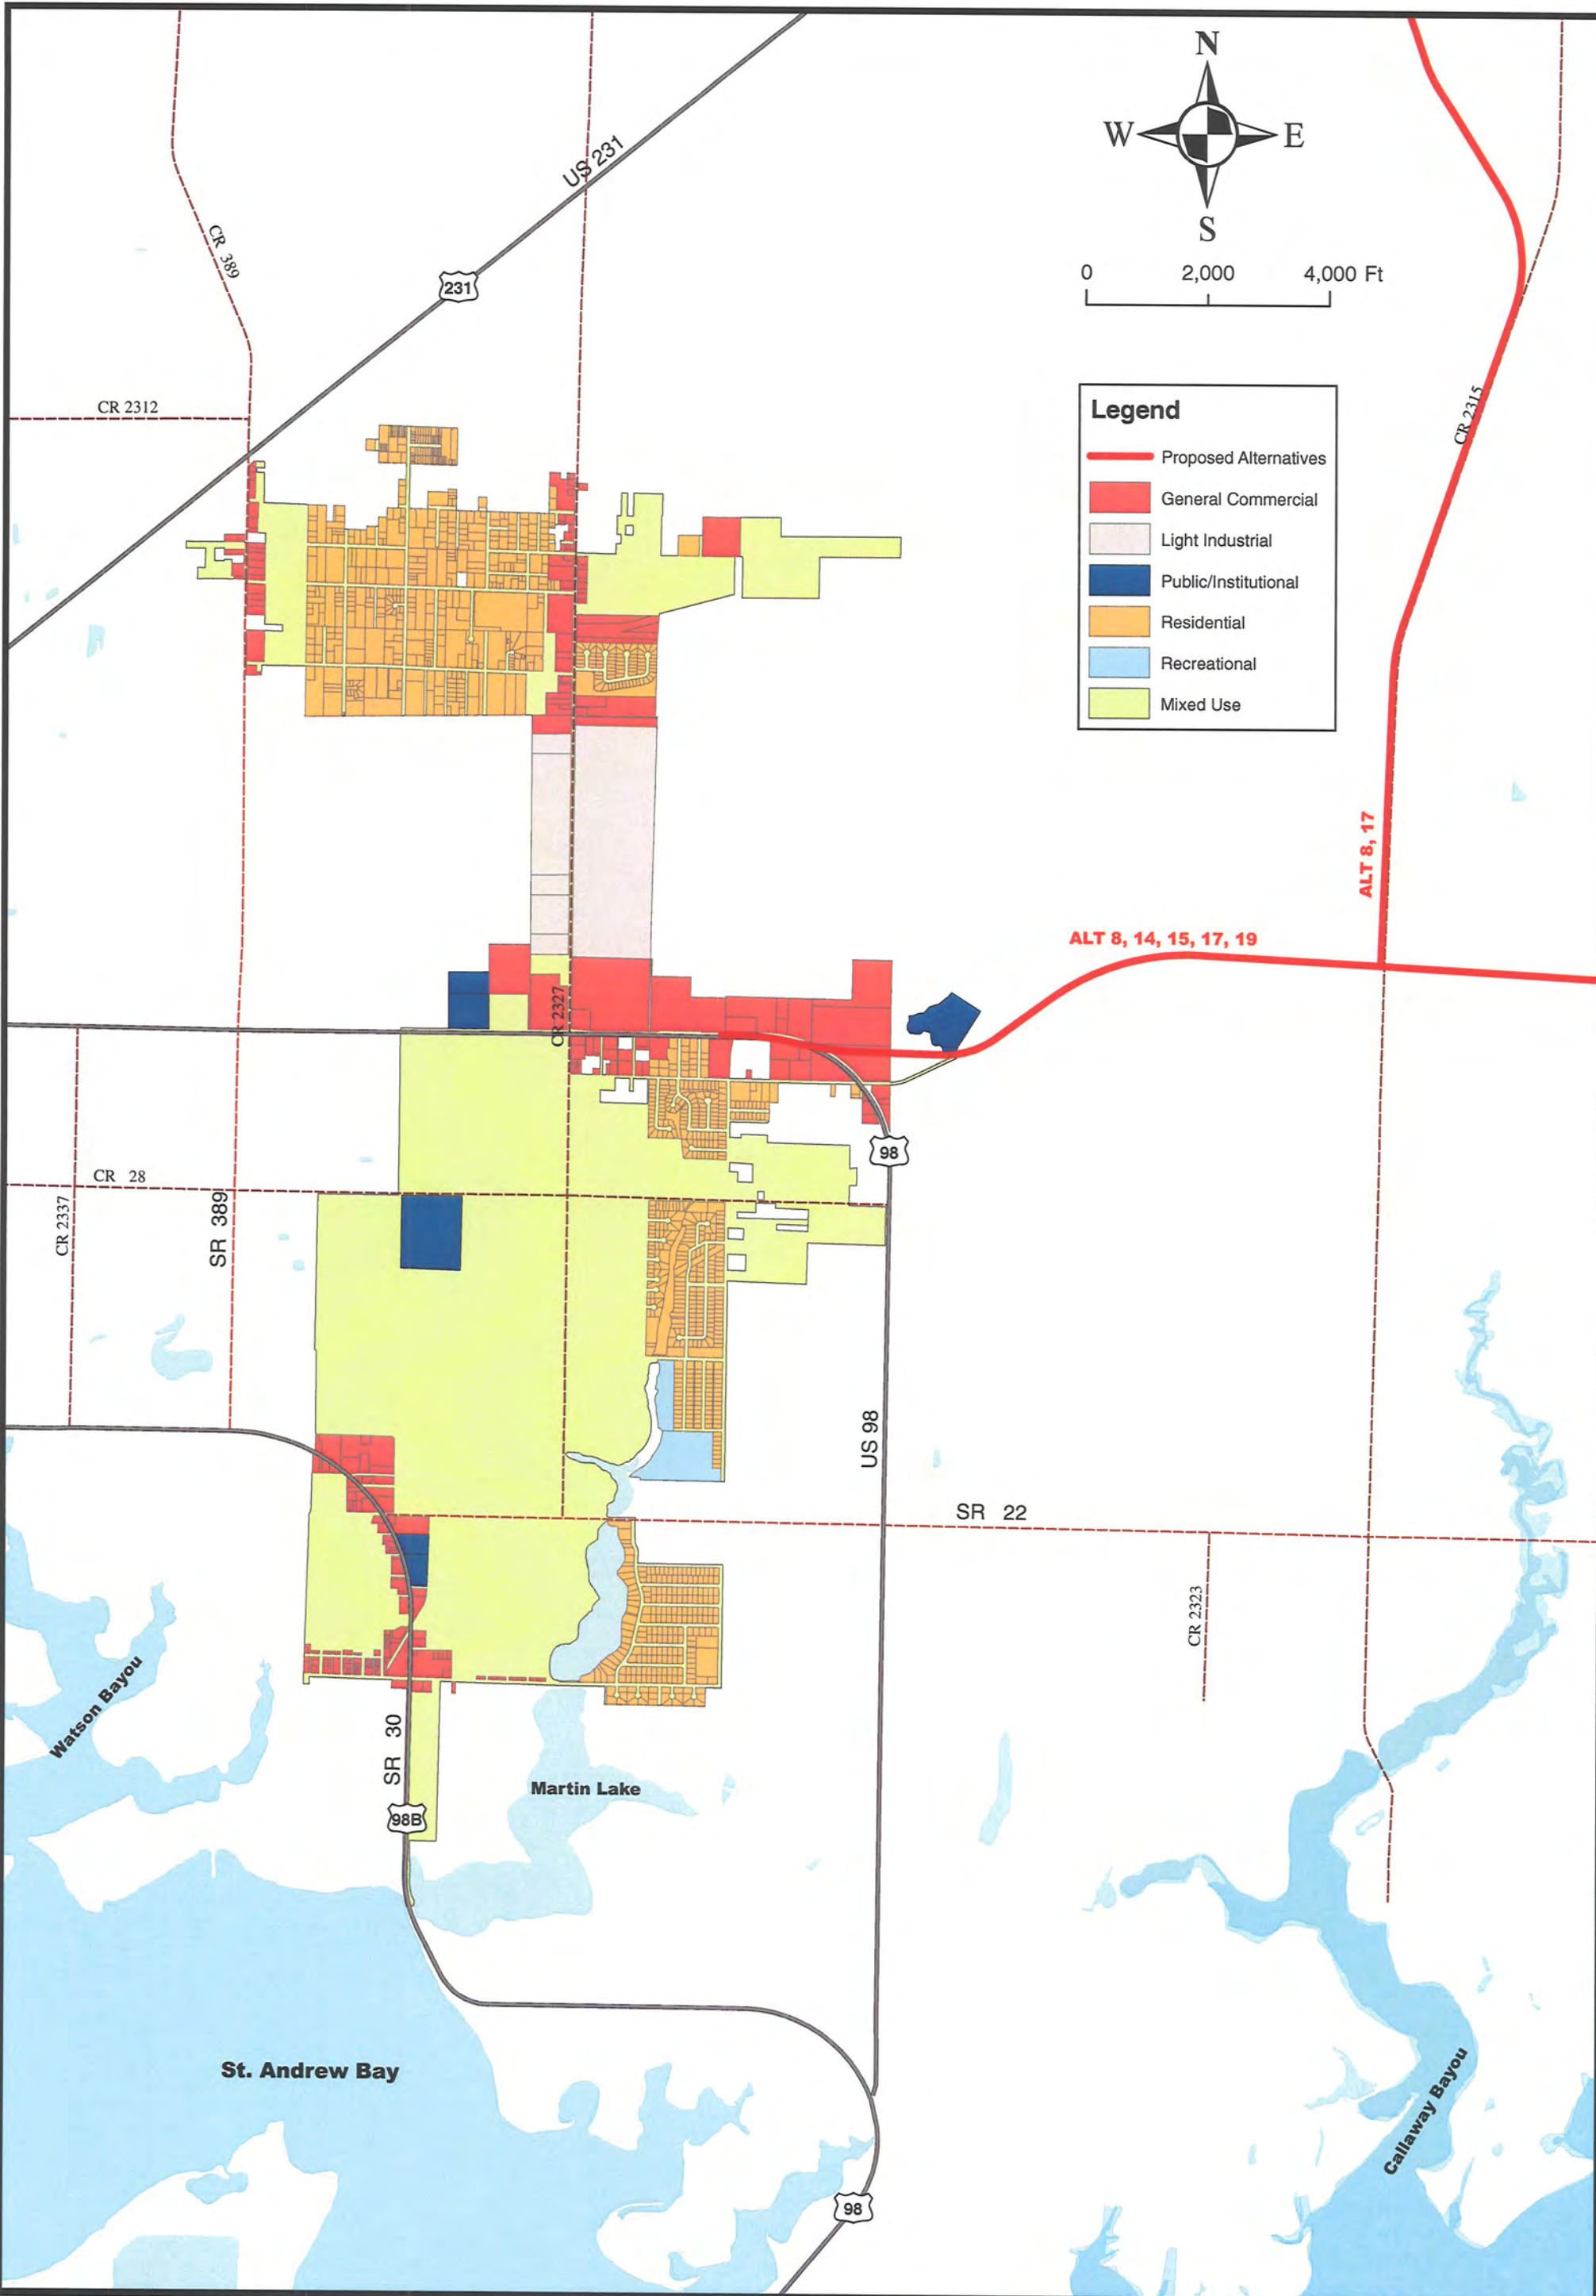 N
W E
S
0 2,000 4,000 Ft
US 231
CR 389
231
CR 2312
CR 2315
Legend
Proposed Alternatives
General Commercial
Light Industrial
Public/Institutional
Residential
Recreational
Mixed Use
ALT 8, 17
ALT 8, 14, 15, 17, 19
CR 2327
98
CR 28
CR 2337
SR 389
US 98
SR 22
CR 2323
Watson Bayou
SR 30
Martin Lake
98B
St. Andrew Bay
Callaway Bayou
98